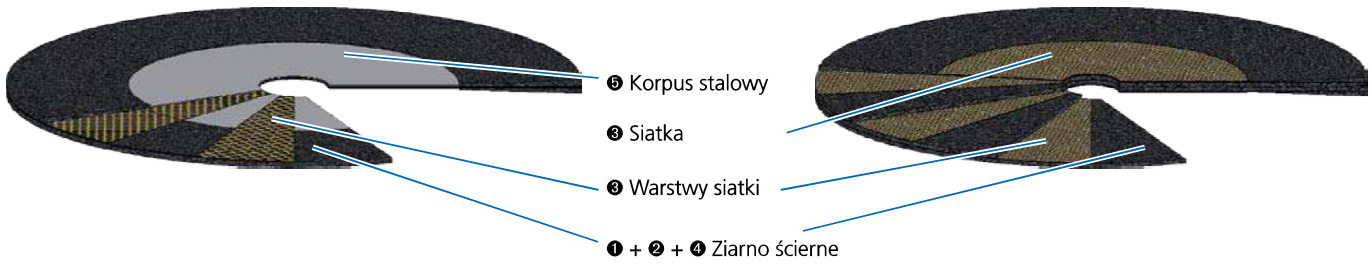 ❺ Korpus stalowy
❸ Siatka
❸ Warstwy siatki
❶ + ❷ + ❹ Ziarno ścierne